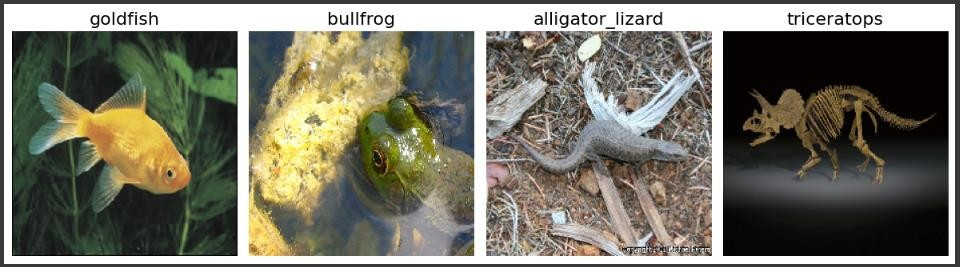 goldfish
bullfrog
alligator_lizard
triceratops